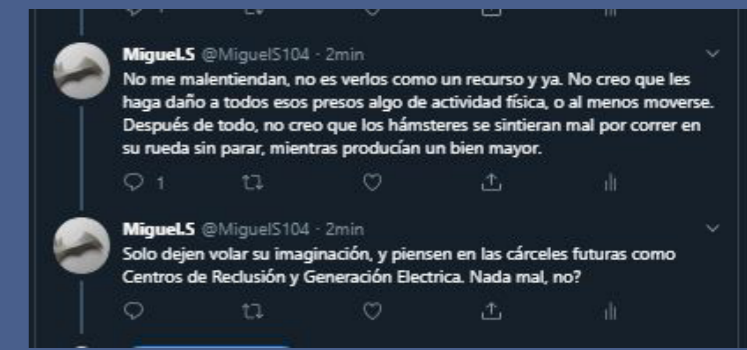 Miguel.S @MiguelS104 · 2min
No me malentiendan, no es verlos como un recurso y ya. No creo que les
haga daño a todos esos presos algo de actividad física, o al menos moverse.
Después de todo, no creo que los hámsteres se sintieran mal por correr en
su rueda sin parar, mientras producían un bien mayor.
1
Miguel.S @MiguelS104 · 2min
Solo dejen volar su imaginación, y piensen en las cárceles futuras como
Centros de Reclusión y Generación Electrica. Nada mal, no?